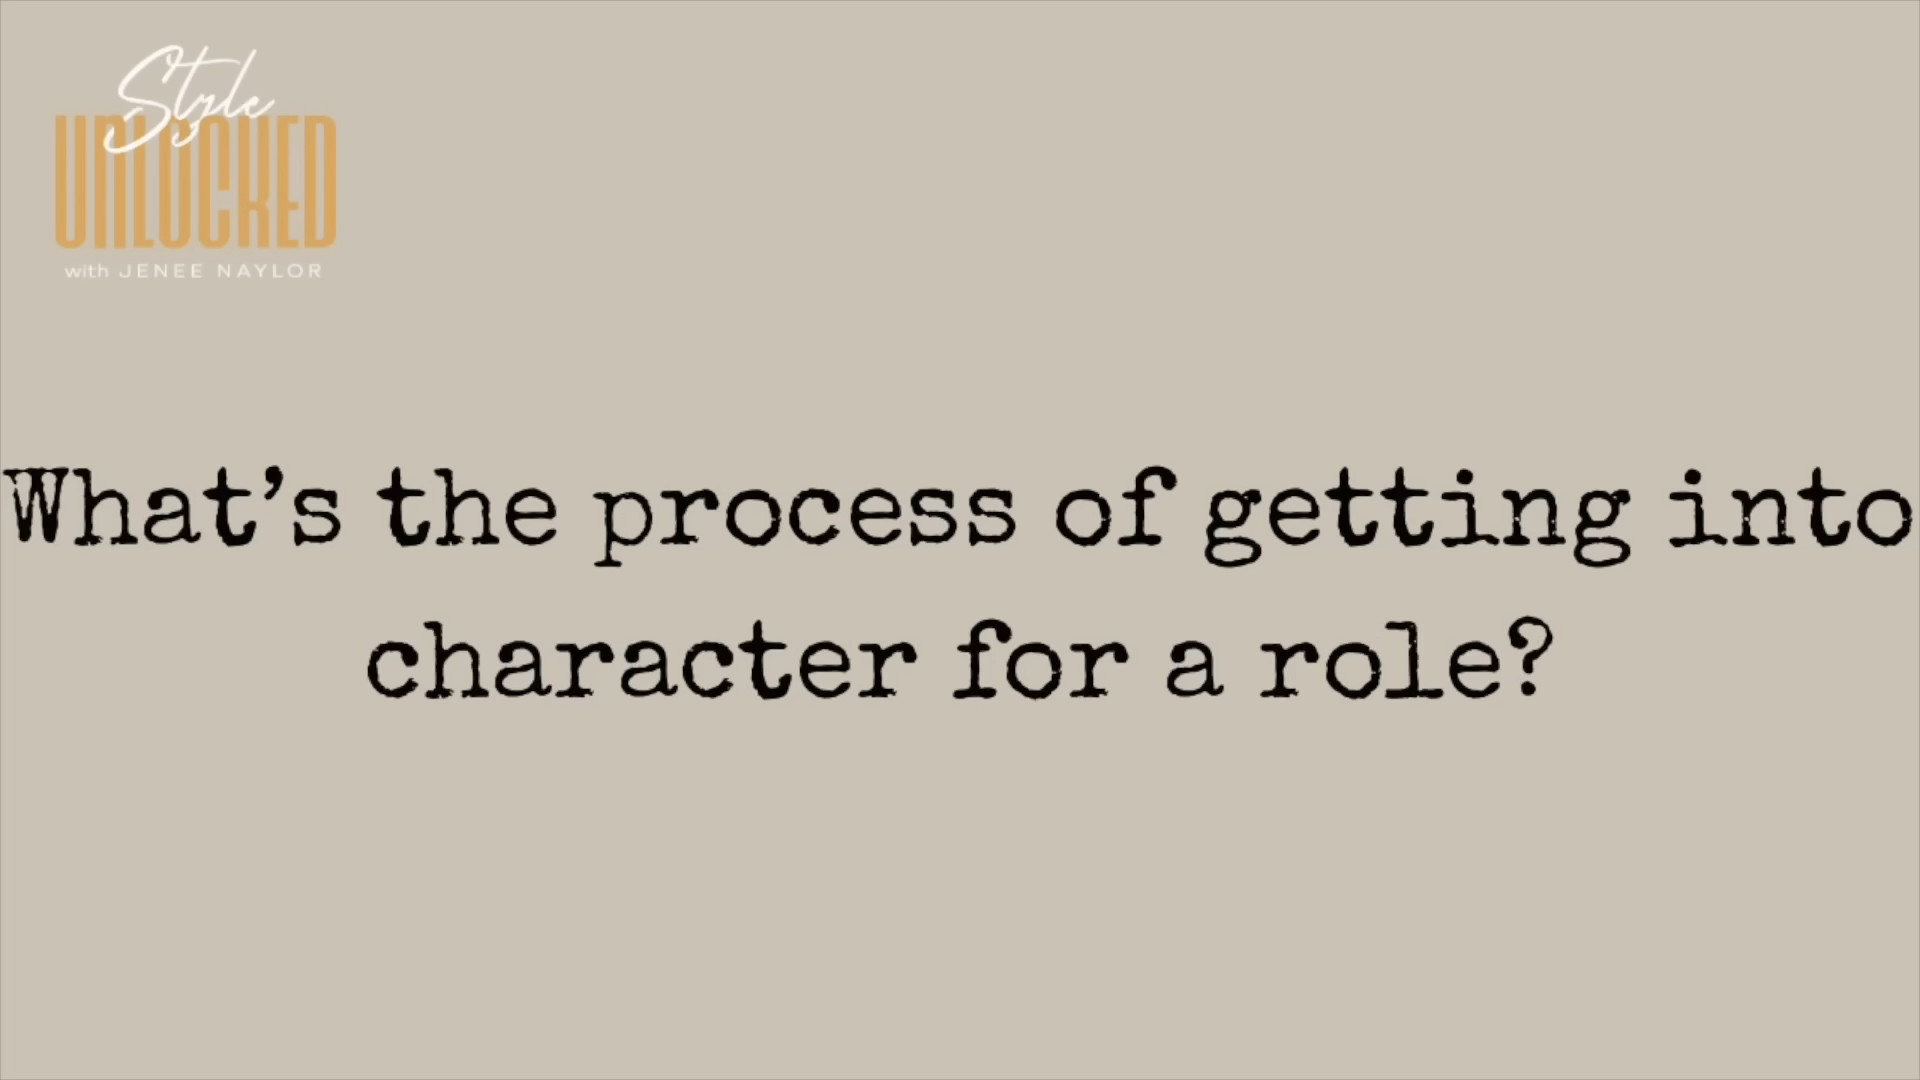 Style
UNLOCKED
with JENEE NAYLOR
What’s the process of getting into
character for a role?